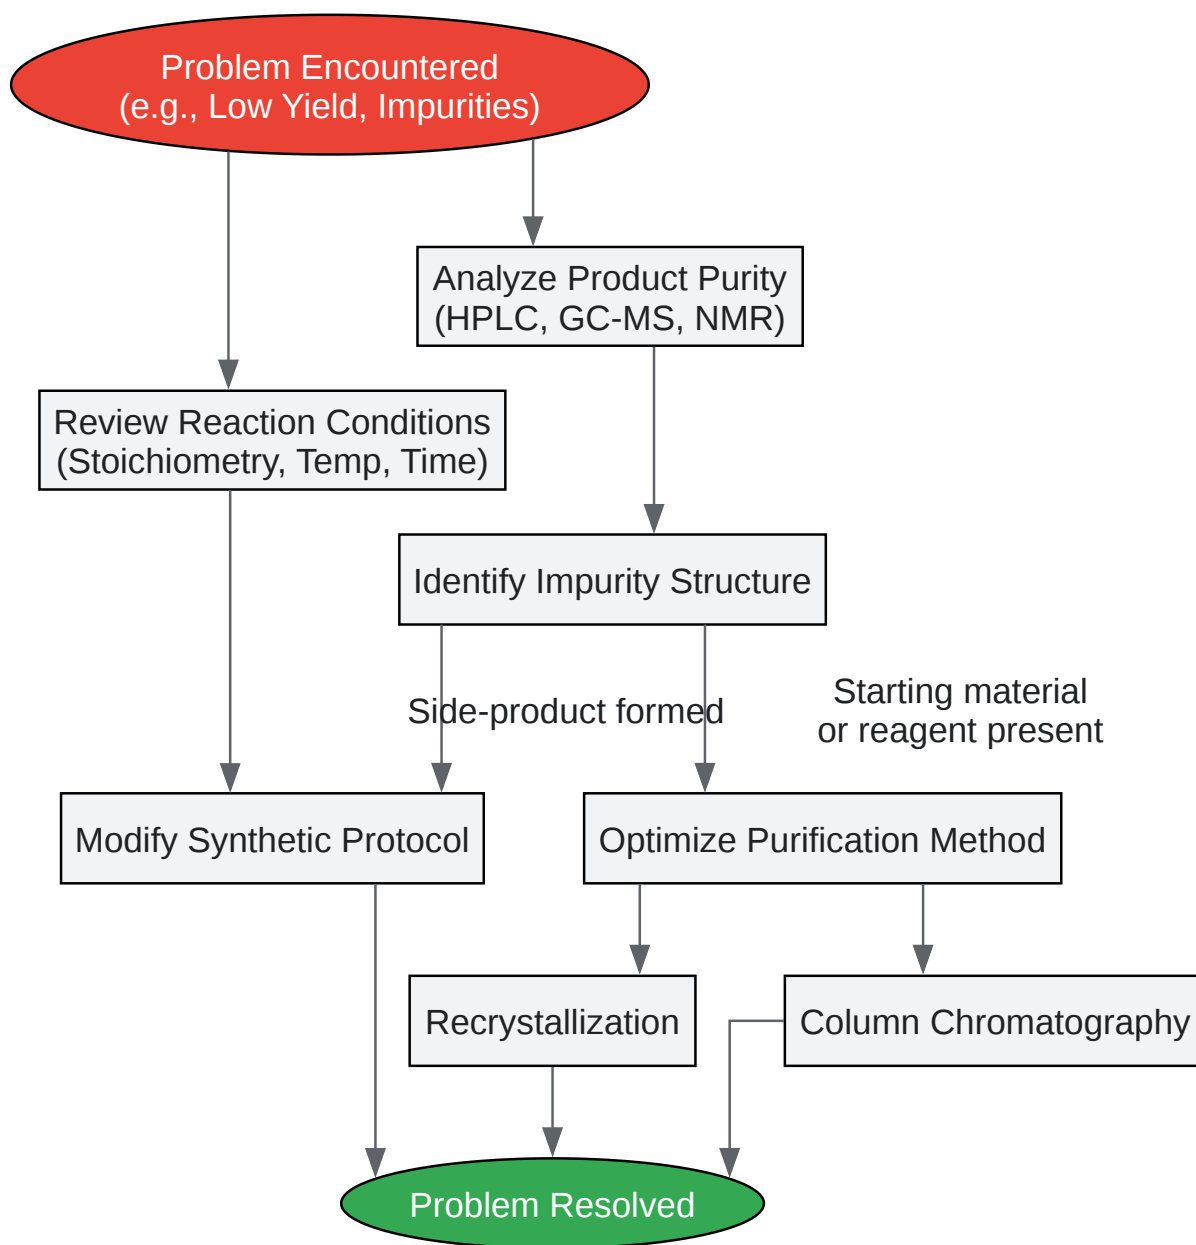 Problem Encountered
(e.g., Low Yield, Impurities)
Analyze Product Purity
(HPLC, GC-MS, NMR)
Review Reaction Conditions
(Stoichiometry, Temp, Time)
Identify Impurity Structure
Side-product formed
Starting material
or reagent present
Modify Synthetic Protocol
Optimize Purification Method
Recrystallization
Column Chromatography
Problem Resolved